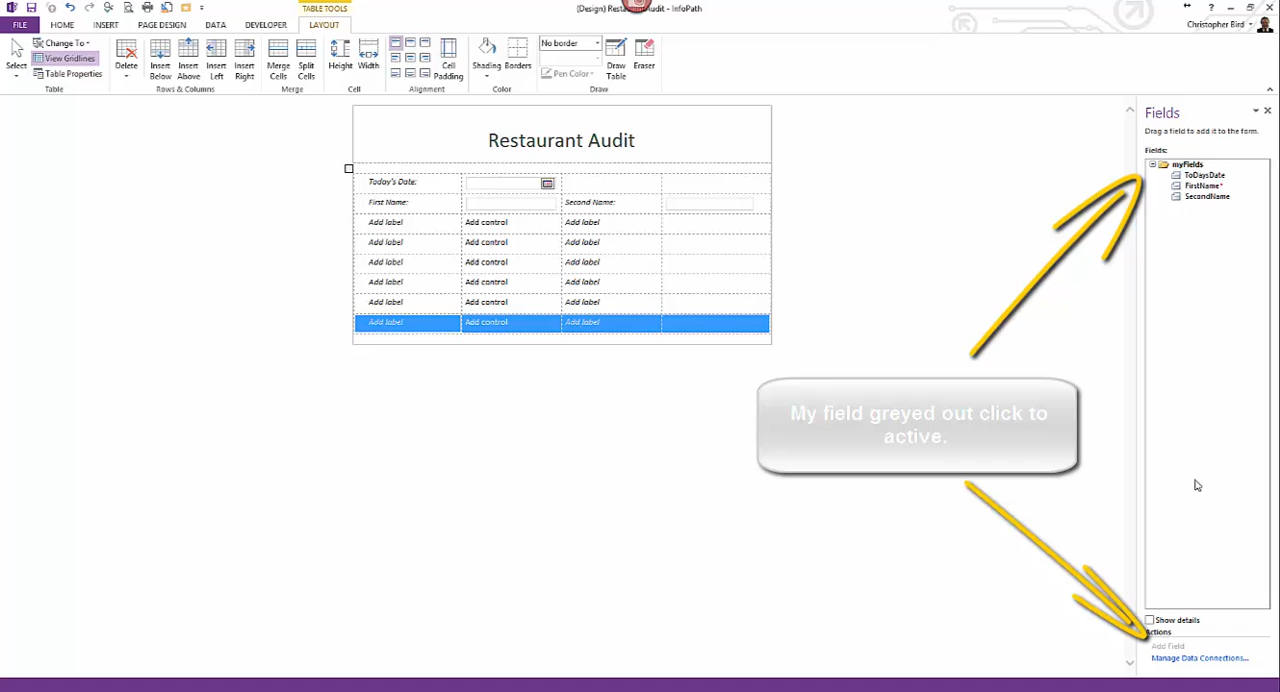 TABLE TOOLS
(Design) Restaurant Audit - InfoPath
FILE
HOME
INSERT
PAGE DESIGN
DATA
DEVELOPER
LAYOUT
Christopher Bird
Select
Change To
View Gridlines
Table Properties
Table
Delete
Insert Below
Insert Above
Insert Left
Insert Right
Rows & Columns
Merge Cells
Split Cells
Merge
Height
Width
Cell
Cell Padding
Alignment
Shading
Borders
Color
No border
Pen Color
Draw Table
Eraser
Draw
Restaurant Audit
Today's Date:
First Name:
Second Name:
Add label Add control Add label
Add label Add control Add label
Add label Add control Add label
Add label Add control Add label
Add label Add control Add label
Add label Add control Add label
My field greyed out click to
active.
Fields
Drag a field to add it to the form.
Fields:
myFields
ToDaysDate
FirstName*
SecondName
Show details
Actions
Add Field
Manage Data Connections...